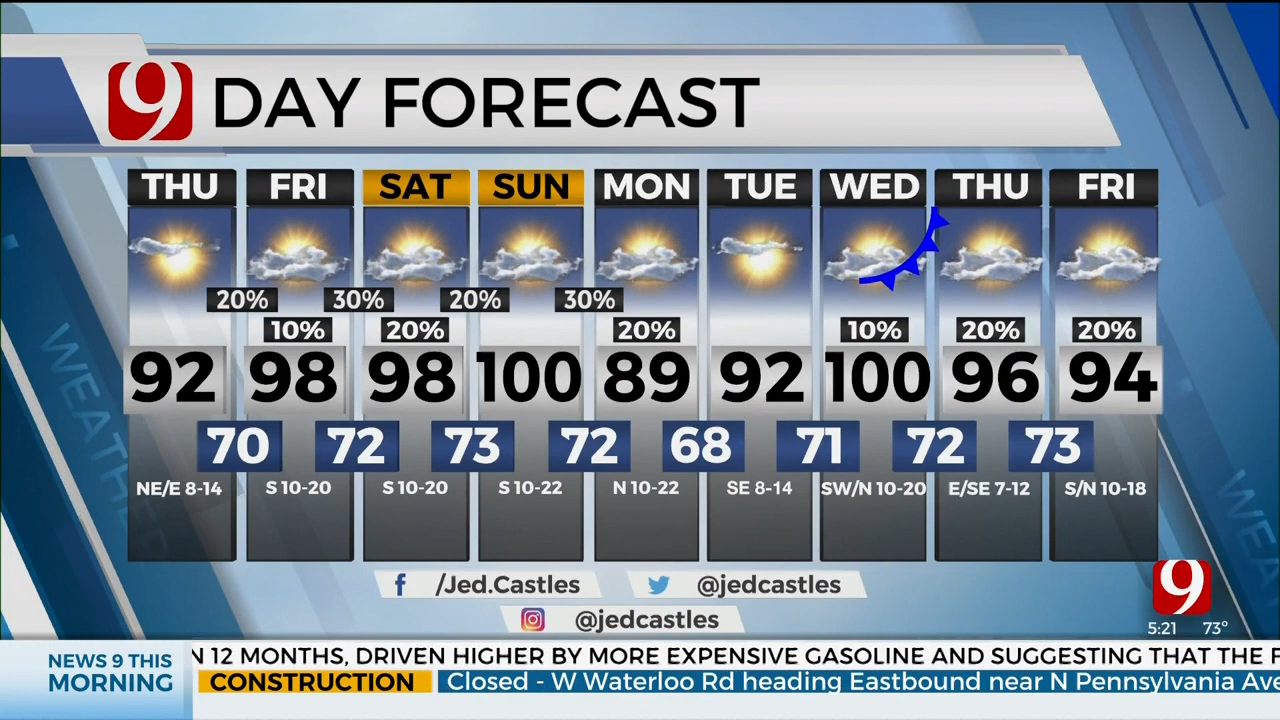 9 DAY FORECAST
THU FRI SAT SUN MON TUE WED THU FRI
20% 30% 20% 30%
10% 20% 20% 10% 20% 20%
92 98 98 100 89 92 100 96 94
70 72 73 72 68 71 72 73
NE/E 8-14 S 10-20 S 10-20 S 10-22 N 10-22 SE 8-14 SW/N 10-20 E/SE 7-12 S/N 10-18
/Jed.Castles @jedcastles
@jedcastles
9
5:21 73°
NEWS 9 THIS
MORNING
N 12 MONTHS, DRIVEN HIGHER BY MORE EXPENSIVE GASOLINE AND SUGGESTING THAT THE F
CONSTRUCTION Closed - W Waterloo Rd heading Eastbound near N Pennsylvania Ave
WEATHER
WEA